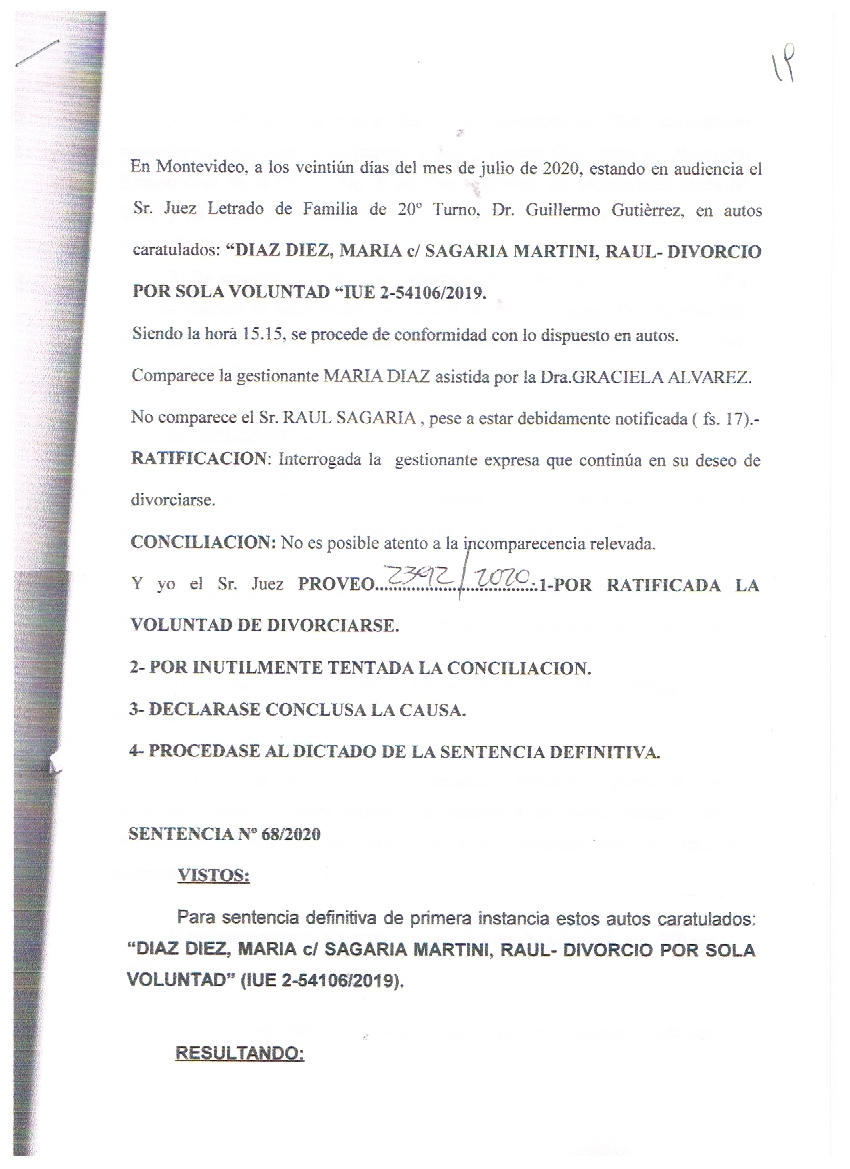 19
En Montevideo, a los veintiún días del mes de julio de 2020, estando en audiencia el
Sr. Juez Letrado de Familia de 20º Turno, Dr. Guillermo Gutièrrez, en autos
caratulados: “DIAZ DIEZ, MARIA c/ SAGARIA MARTINI, RAUL- DIVORCIO
POR SOLA VOLUNTAD “IUE 2-54106/2019.
Siendo la hora 15.15, se procede de conformidad con lo dispuesto en autos.
Comparece la gestionante MARIA DIAZ asistida por la Dra.GRACIELA ALVAREZ.
No comparece el Sr. RAUL SAGARIA , pese a estar debidamente notificada ( fs. 17).-
RATIFICACION: Interrogada la gestionante expresa que continúa en su deseo de
divorciarse.
CONCILIACION: No es posible atento a la incomparecencia relevada.
Y yo el Sr. Juez PROVEO...2392/2020...:1-POR RATIFICADA LA
VOLUNTAD DE DIVORCIARSE.
2- POR INUTILMENTE TENTADA LA CONCILIACION.
3- DECLARASE CONCLUSA LA CAUSA.
4- PROCEDASE AL DICTADO DE LA SENTENCIA DEFINITIVA.
SENTENCIA Nº 68/2020
VISTOS:
Para sentencia definitiva de primera instancia estos autos caratulados:
“DIAZ DIEZ, MARIA c/ SAGARIA MARTINI, RAUL- DIVORCIO POR SOLA
VOLUNTAD” (IUE 2-54106/2019).
RESULTANDO: